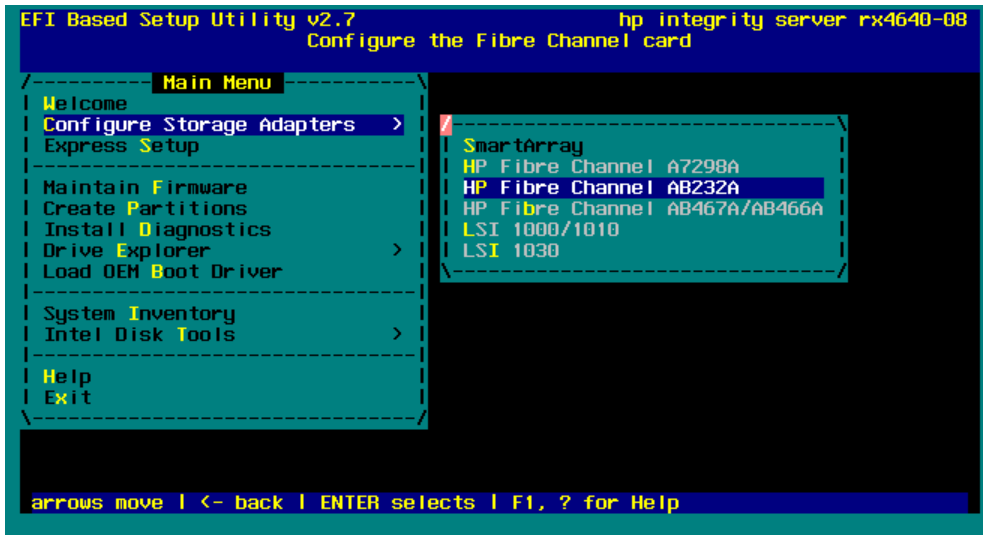 EFI Based Setup Utility v2.7 hp integrity server rx4640-08
Configure the Fibre Channel card
Main Menu
Welcome
Configure Storage Adapters >
Express Setup
Maintain Firmware
Create Partitions
Install Diagnostics
Drive Explorer >
Load OEM Boot Driver
System Inventory
Intel Disk Tools >
Help
Exit
SmartArray
HP Fibre Channel A7298A
HP Fibre Channel AB232A
HP Fibre Channel AB467A/AB466A
LSI 1000/1010
LSI 1030
arrows move | <- back | ENTER selects | F1, ? for Help